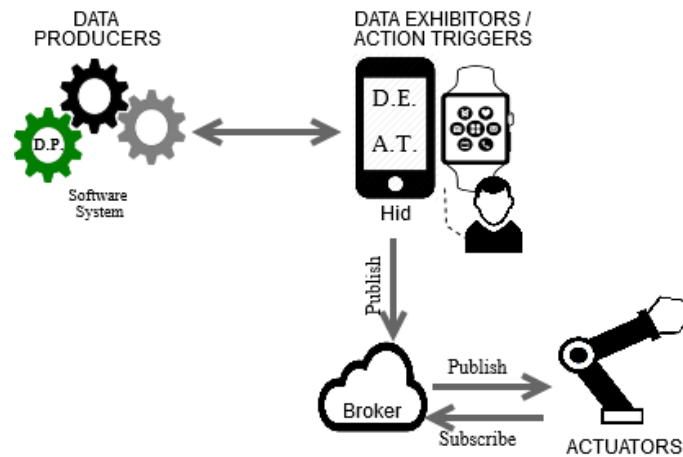 DATA
PRODUCERS
DATA EXHIBITORS /
ACTION TRIGGERS
D.P.
D.E.
A.T.
Software
System
Hid
Publish
Broker
Publish
Subscribe
ACTUATORS